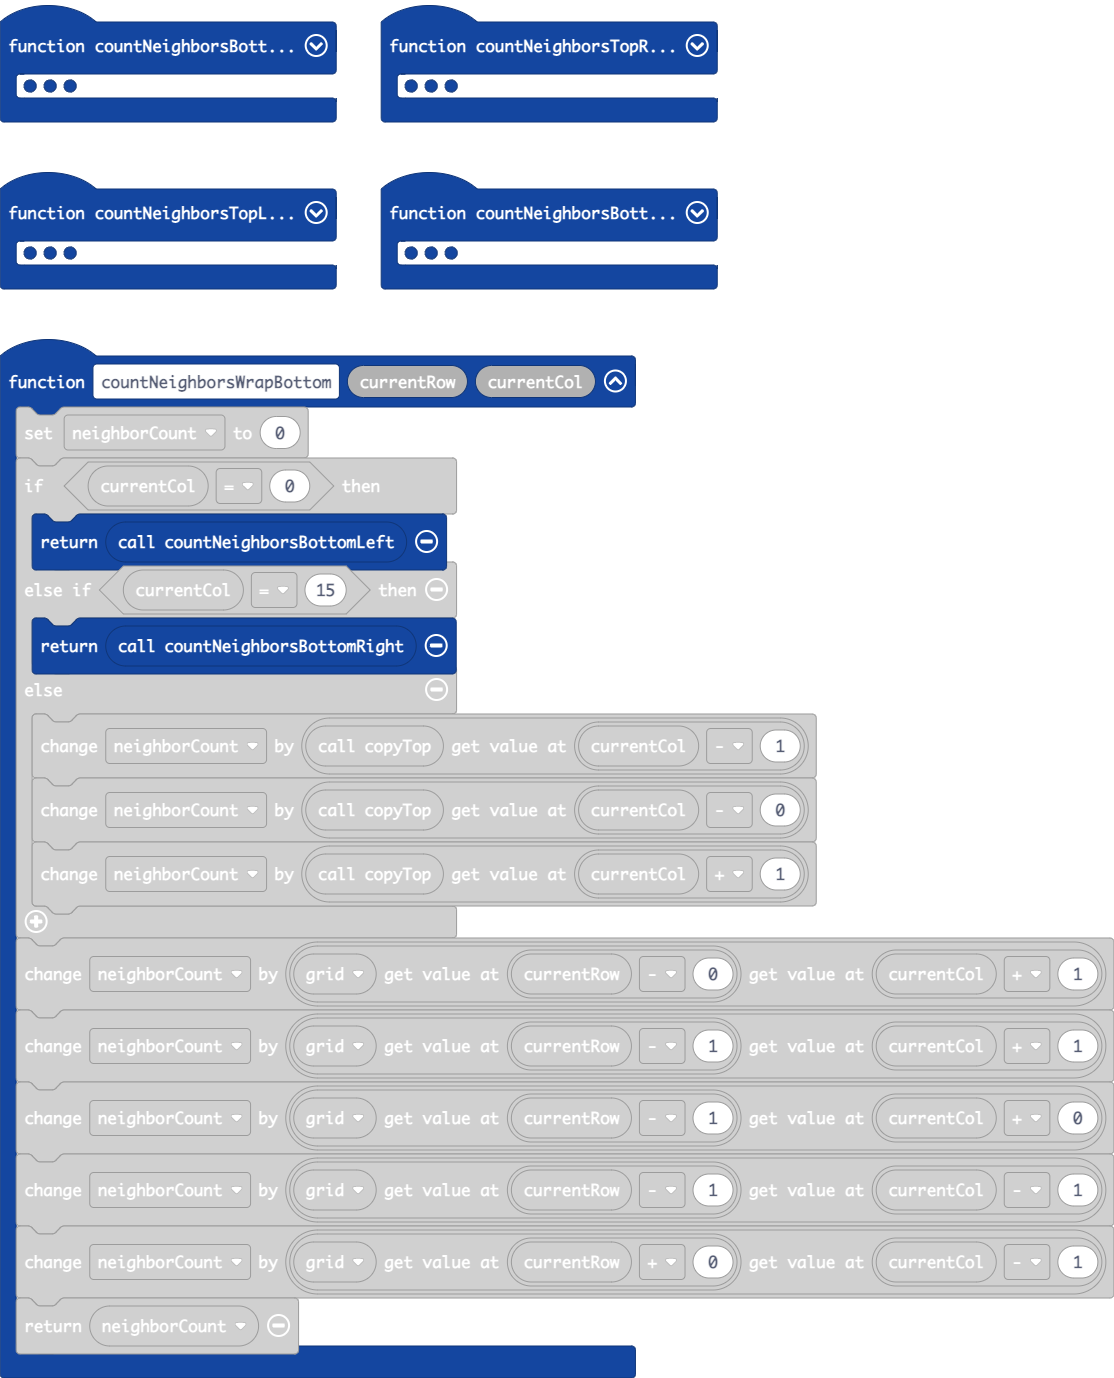 function countNeighborsBott...
function countNeighborsTopR...
function countNeighborsTopL...
function countNeighborsBott...
function countNeighborsWrapBottom currentRow currentCol
set neighborCount to 0
if currentCol = 0 then
return call countNeighborsBottomLeft
else if currentCol = 15 then
return call countNeighborsBottomRight
else
change neighborCount by call copyTop get value at currentCol - 1
change neighborCount by call copyTop get value at currentCol - 0
change neighborCount by call copyTop get value at currentCol + 1
change neighborCount by grid get value at currentRow - 0 get value at currentCol + 1
change neighborCount by grid get value at currentRow - 1 get value at currentCol + 1
change neighborCount by grid get value at currentRow - 1 get value at currentCol + 0
change neighborCount by grid get value at currentRow - 1 get value at currentCol - 1
change neighborCount by grid get value at currentRow + 0 get value at currentCol - 1
return neighborCount